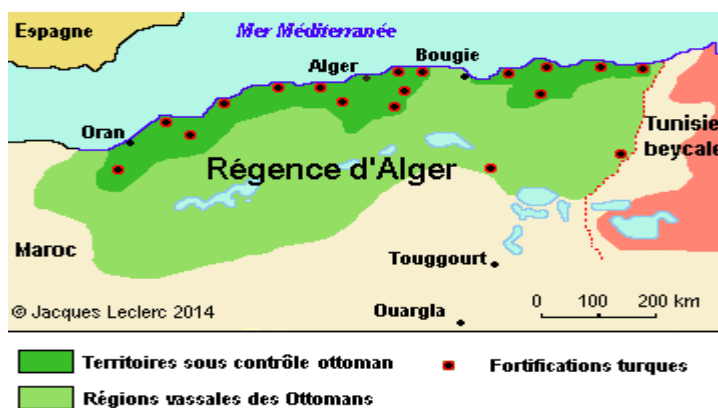 Espagne
Mer Méditerranée
Alger
Bougie
Oran
Tunisie
beycale
Régence d'Alger
Maroc
Touggourt
© Jacques Leclerc 2014
Ouargla
0 100 200 km
Territoires sous contrôle ottoman
Fortifications turques
Régions vassales des Ottomans